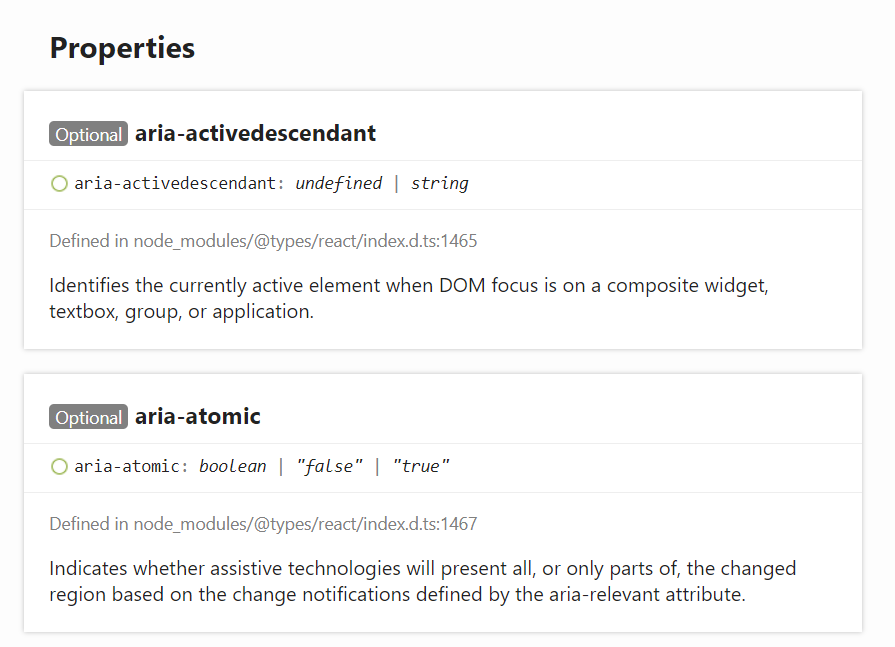 Properties
Optional aria-activedescendant
aria-activedescendant: undefined | string
Defined in node_modules/@types/react/index.d.ts:1465
Identifies the currently active element when DOM focus is on a composite widget,
textbox, group, or application.
Optional aria-atomic
aria-atomic: boolean | "false" | "true"
Defined in node_modules/@types/react/index.d.ts:1467
Indicates whether assistive technologies will present all, or only parts of, the changed
region based on the change notifications defined by the aria-relevant attribute.